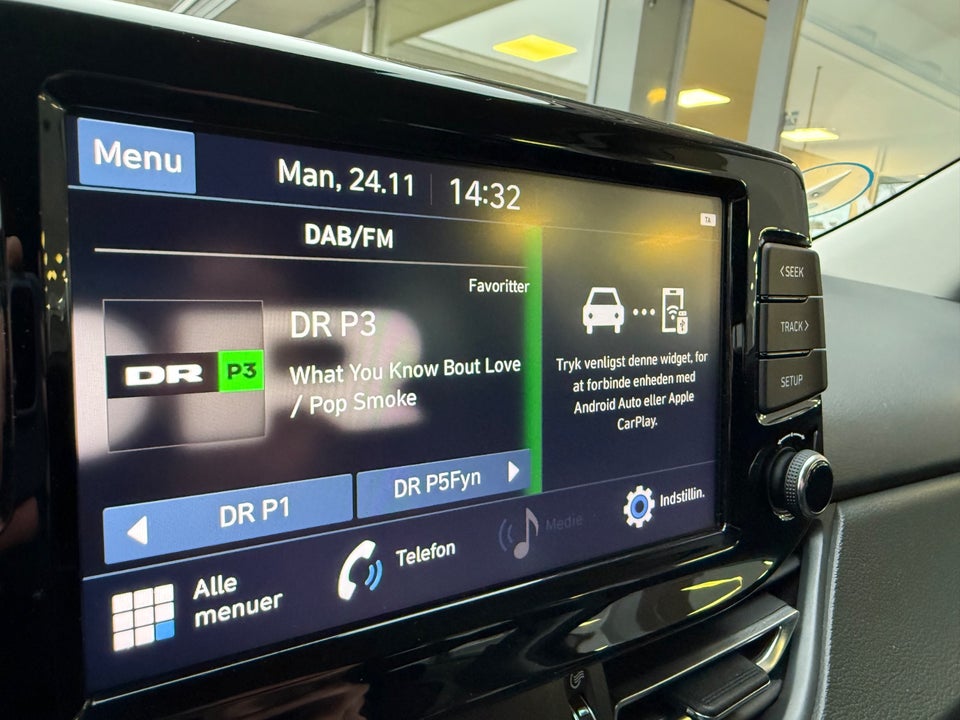 Menu
Man, 24.11
14:32
TA
DAB/FM
Favoritter
DR P3
DR P3
What You Know Bout Love
/ Pop Smoke
Tryk venligst denne widget, for
at forbinde enheden med
Android Auto eller Apple
CarPlay.
DR P1
DR P5Fyn
Alle
menuer
Telefon
Medie
Indstillin.
<SEEK
TRACK>
SETUP